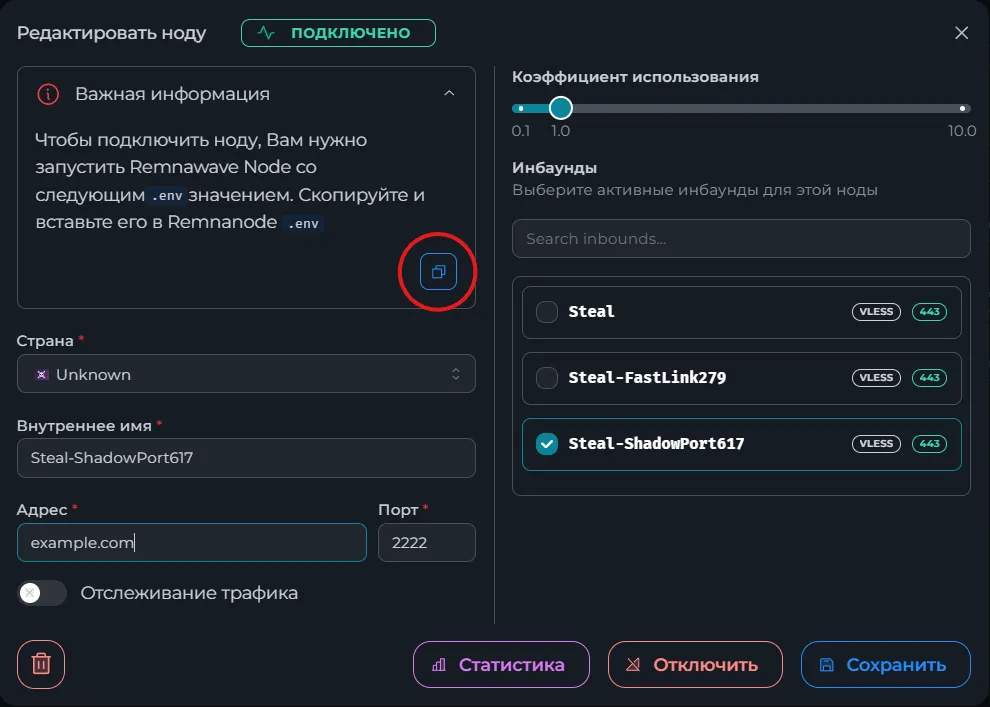 Редактировать ноду
ПОДКЛЮЧЕНО
Важная информация
Чтобы подключить ноду, Вам нужно
запустить Remnawave Node со
следующим .env значением. Скопируйте и
вставьте его в Remnanode .env
Страна *
Unknown
Внутреннее имя *
Steal-ShadowPort617
Адрес *
Порт *
example.com
2222
Отслеживание трафика
Коэффициент использования
0.1 1.0 10.0
Инбаунды
Выберите активные инбаунды для этой ноды
Search inbounds...
Steal VLESS 443
Steal-FastLink279 VLESS 443
Steal-ShadowPort617 VLESS 443
Статистика
Отключить
Сохранить